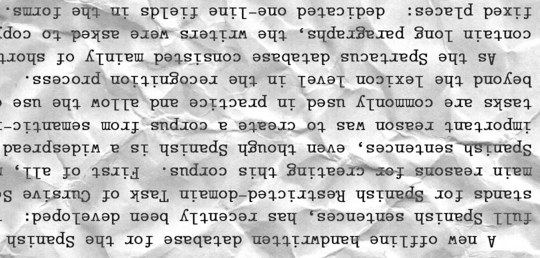 A new offline handwritten database for the Spanish
full Spanish sentences, has recently been developed:
stands for Spanish Restricted-domain Task of Cursive
main reasons for creating this corpus. First of all,
Spanish sentences, even though Spanish is a widespread
important reason was to create a corpus from semantic-
tasks are commonly used in practice and allow the use
beyond the lexicon level in the recognition process.
As the Spartacus database consisted mainly of short
contain long paragraphs, the writers were asked to copy
fixed places: dedicated one-line fields in the forms.